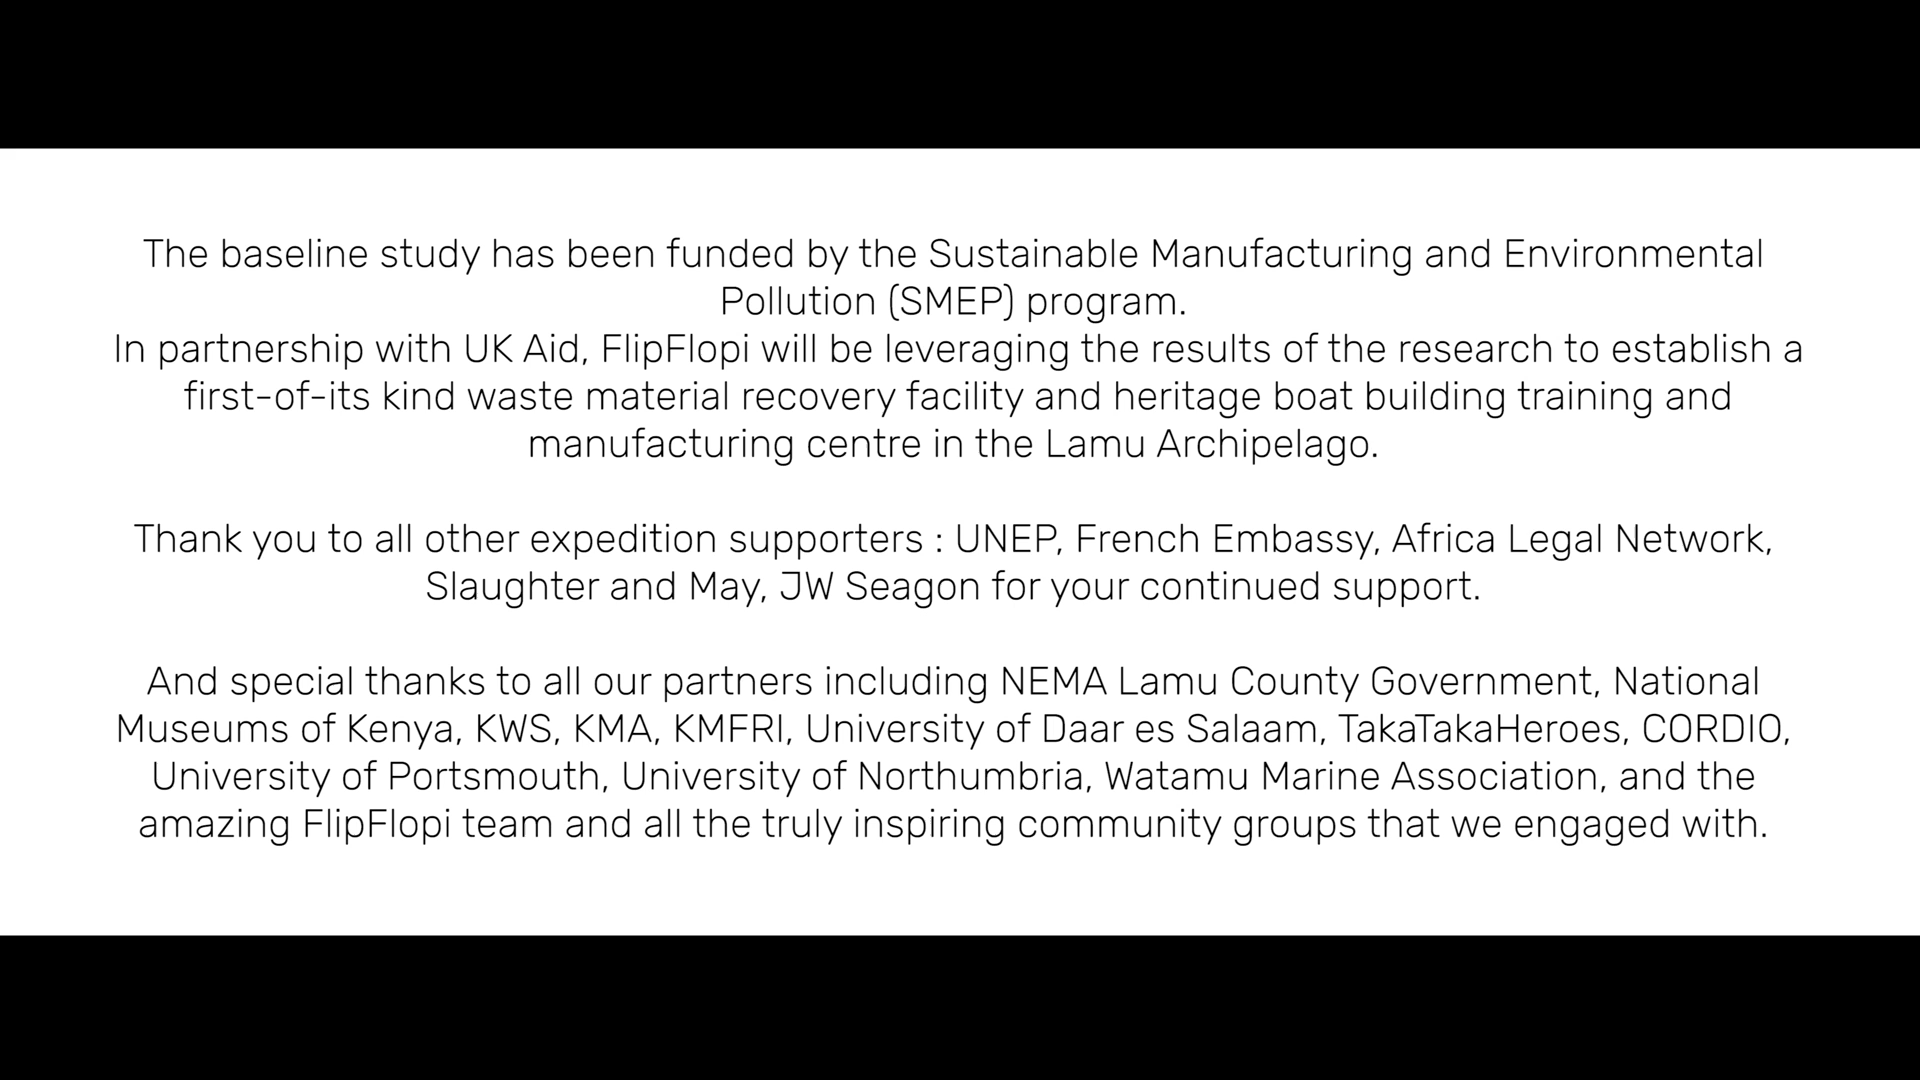 The baseline study has been funded by the Sustainable Manufacturing and Environmental
Pollution (SMEP) program.
In partnership with UK Aid, FlipFlopi will be leveraging the results of the research to establish a
first-of-its kind waste material recovery facility and heritage boat building training and
manufacturing centre in the Lamu Archipelago.
Thank you to all other expedition supporters : UNEP, French Embassy, Africa Legal Network,
Slaughter and May, JW Seagon for your continued support.
And special thanks to all our partners including NEMA Lamu County Government, National
Museums of Kenya, KWS, KMA, KMFRI, University of Daar es Salaam, TakaTakaHeroes, CORDIO,
University of Portsmouth, University of Northumbria, Watamu Marine Association, and the
amazing FlipFlopi team and all the truly inspiring community groups that we engaged with.